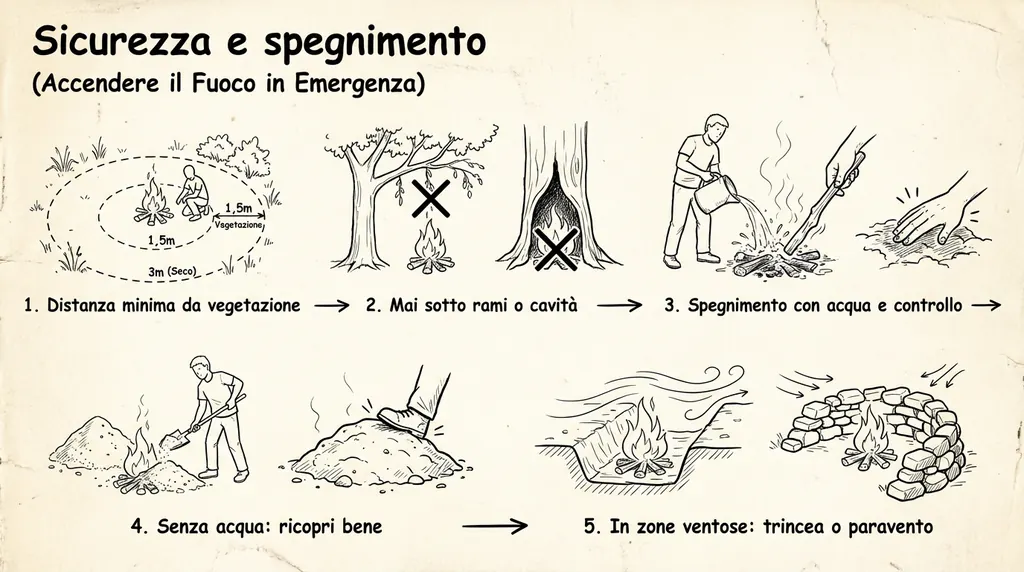 Sicurezza e spegnimento
(Accendere il Fuoco in Emergenza)
1,5m
Vsgetazione
1,5m
3m (Seco)
1. Distanza minima da vegetazione
2. Mai sotto rami o cavità
3. Spegnimento con acqua e controllo
4. Senza acqua: ricopri bene
5. In zone ventose: trincea o paravento